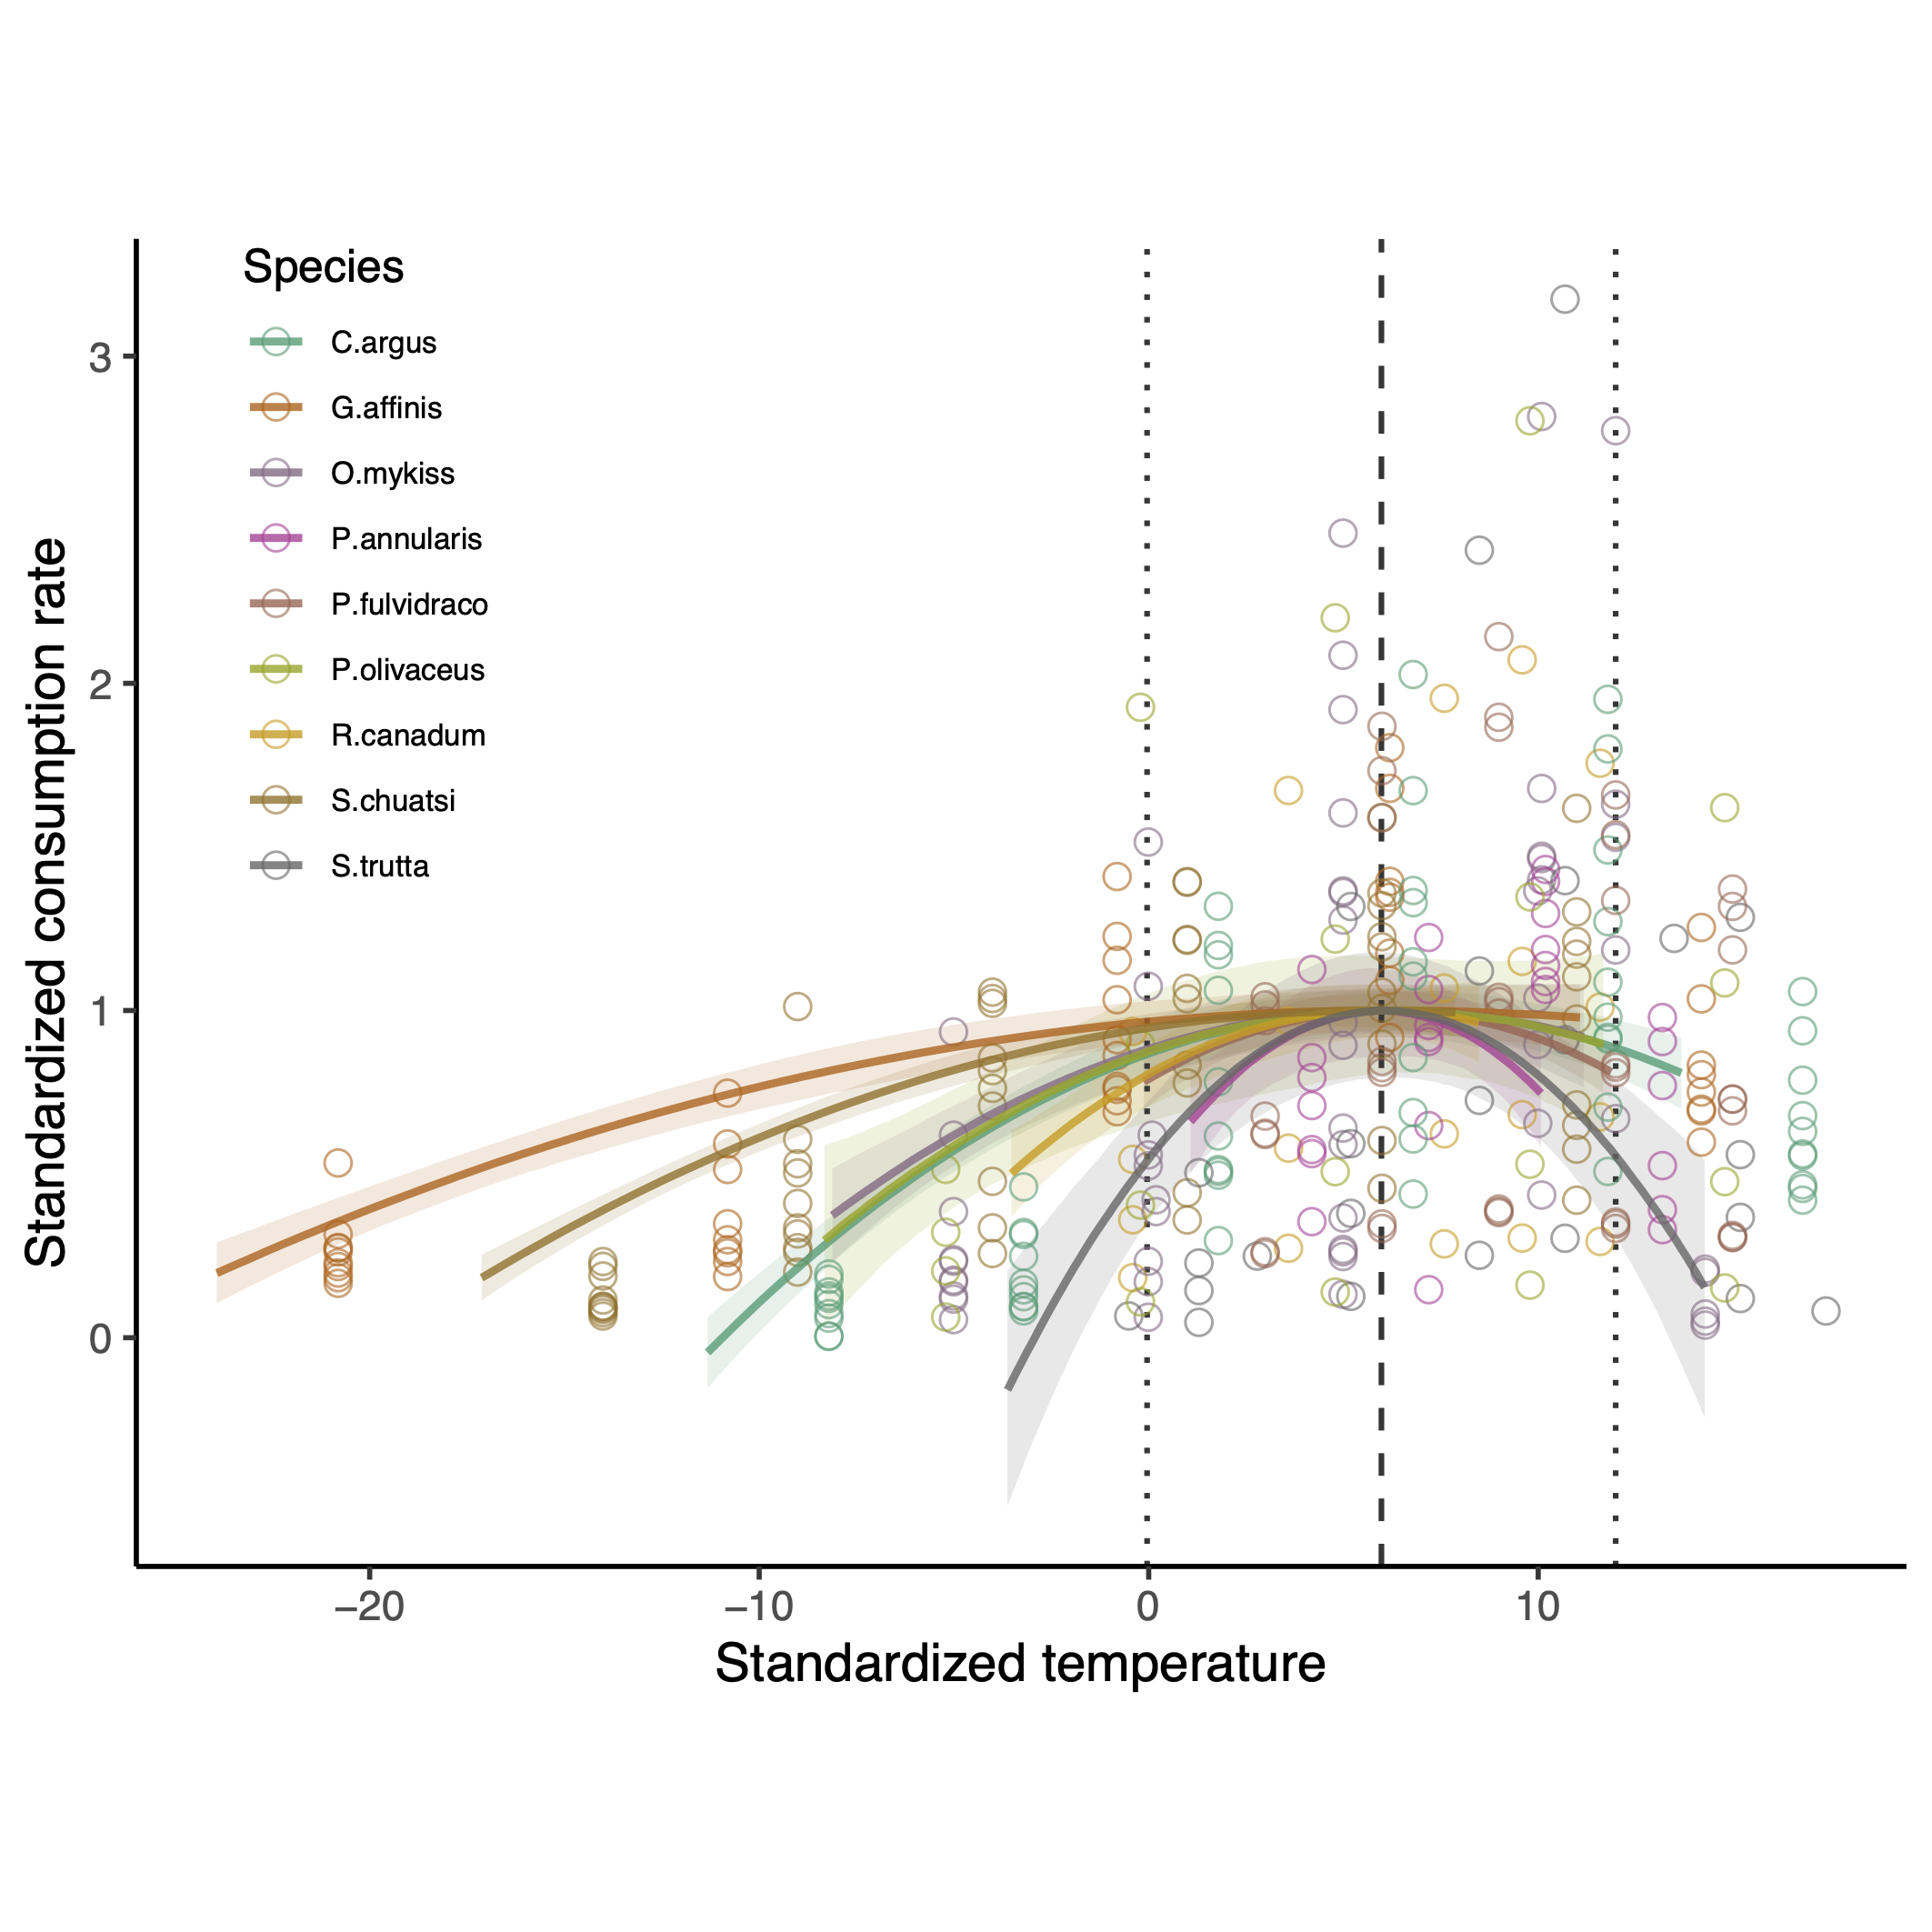 Species
C.argus
G.affinis
O.mykiss
P.annularis
P.fulvidraco
P.olivaceus
R.canadum
S.chuatsi
S.trutta
Standardized consumption rate
3
2
1
0
−20
−10
0
10
Standardized temperature